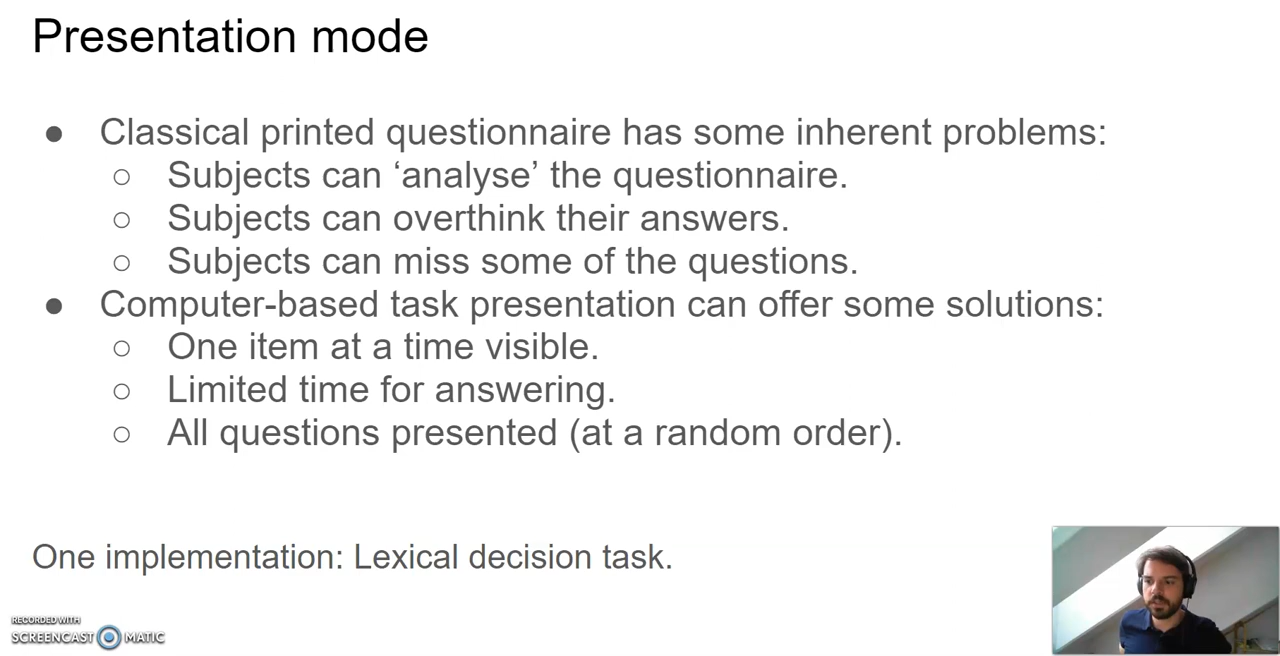 Presentation mode
● Classical printed questionnaire has some inherent problems:
○ Subjects can ‘analyse’ the questionnaire.
○ Subjects can overthink their answers.
○ Subjects can miss some of the questions.
● Computer-based task presentation can offer some solutions:
○ One item at a time visible.
○ Limited time for answering.
○ All questions presented (at a random order).
One implementation: Lexical decision task.
RECORDED WITH
SCREENCAST MATIC